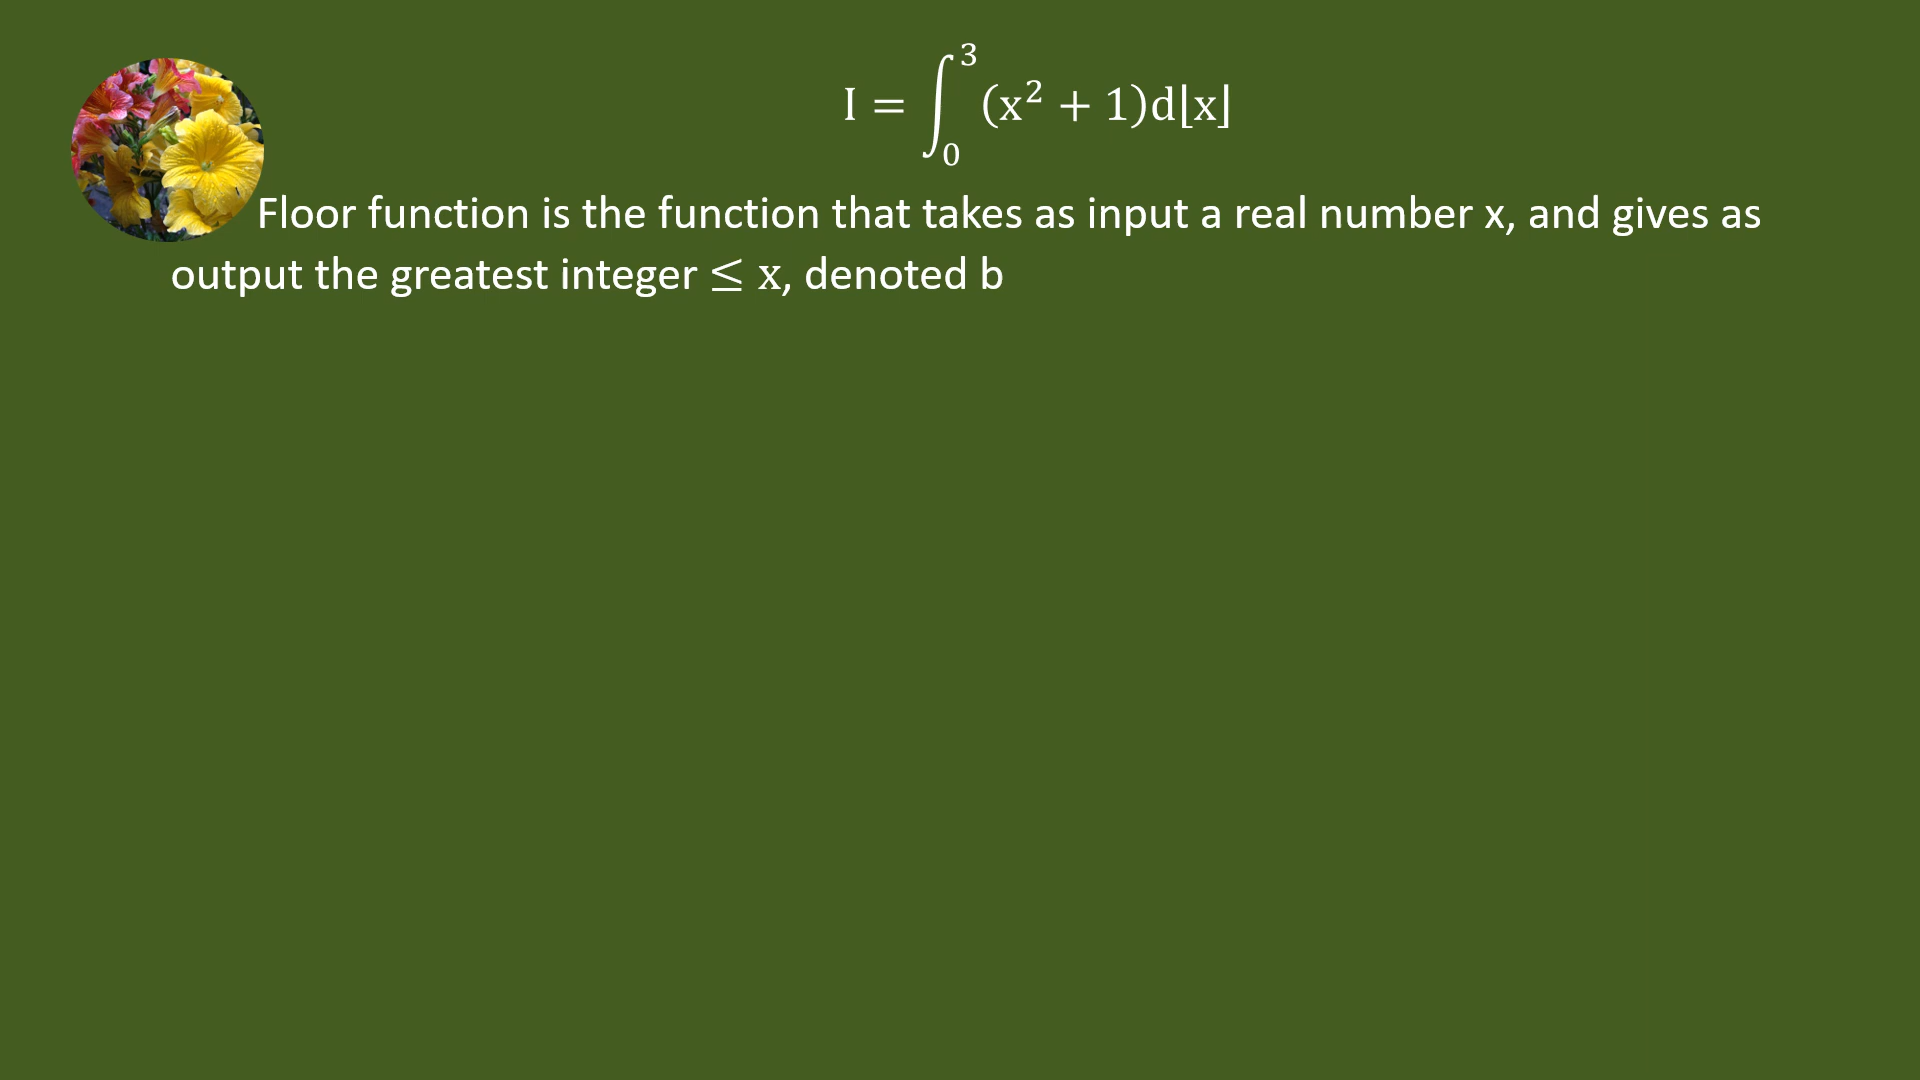 I = ∫₀³ (x² + 1)d⌊x⌋
Floor function is the function that takes as input a real number x, and gives as
output the greatest integer ≤ x, denoted b